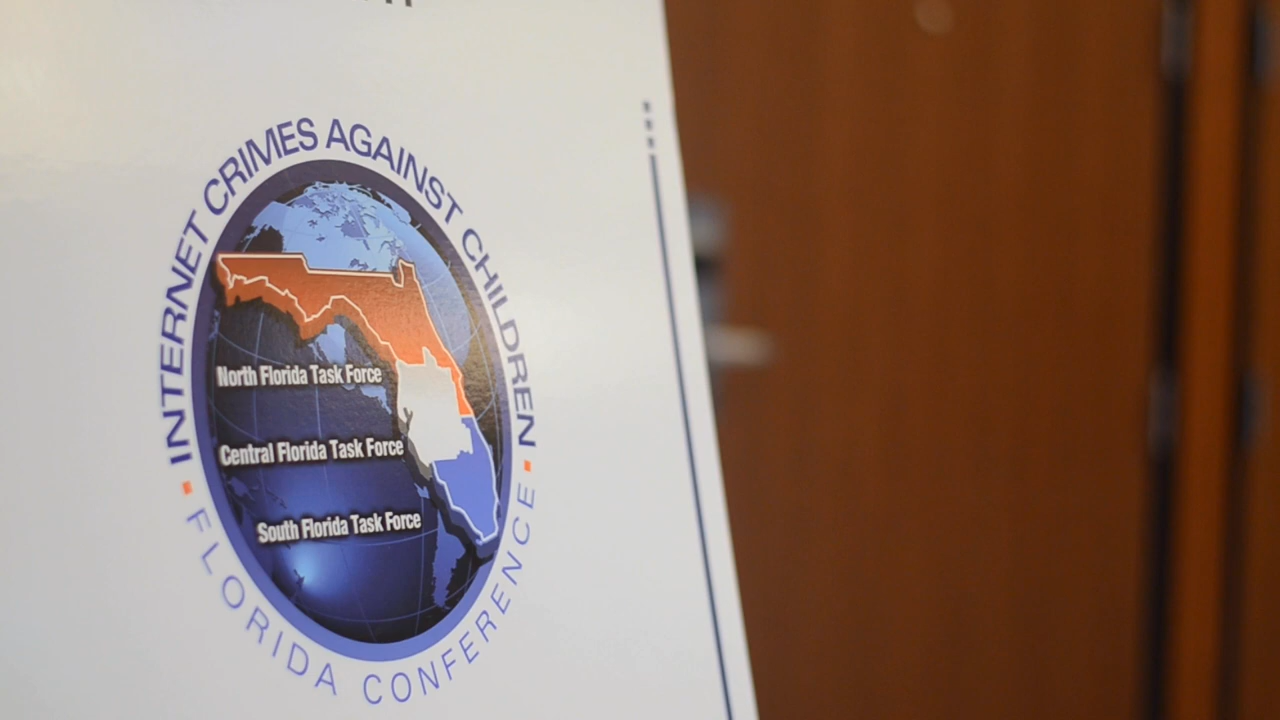 INTERNET CRIMES AGAINST CHILDREN
North Florida Task Force
Central Florida Task Force
South Florida Task Force
FLORIDA CONFERENCE